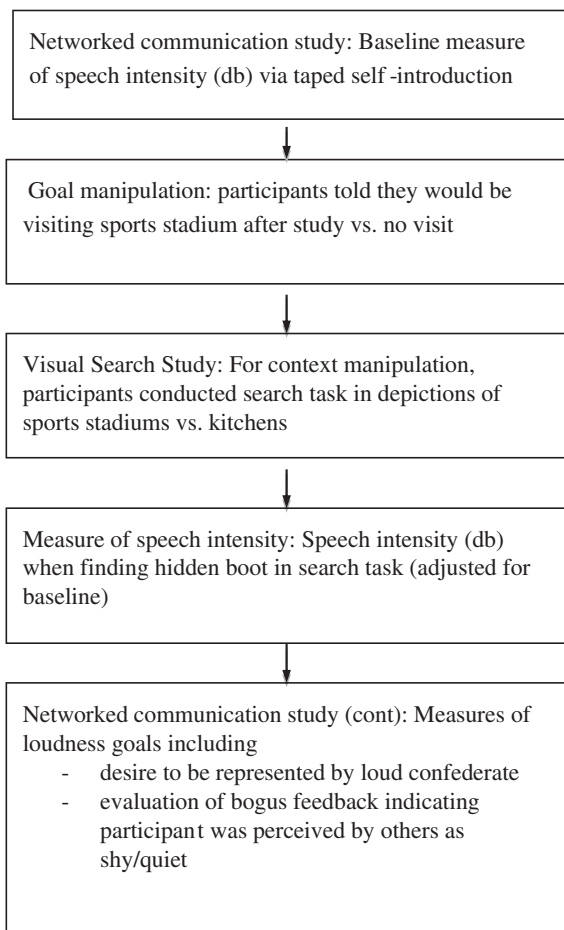 Networked communication study: Baseline measure
of speech intensity (db) via taped self-introduction
Goal manipulation: participants told they would be
visiting sports stadium after study vs. no visit
Visual Search Study: For context manipulation,
participants conducted search task in depictions of
sports stadiums vs. kitchens
Measure of speech intensity: Speech intensity (db)
when finding hidden boot in search task (adjusted for
baseline)
Networked communication study (cont): Measures of
loudness goals including
- desire to be represented by loud confederate
- evaluation of bogus feedback indicating
participant was perceived by others as
shy/quiet